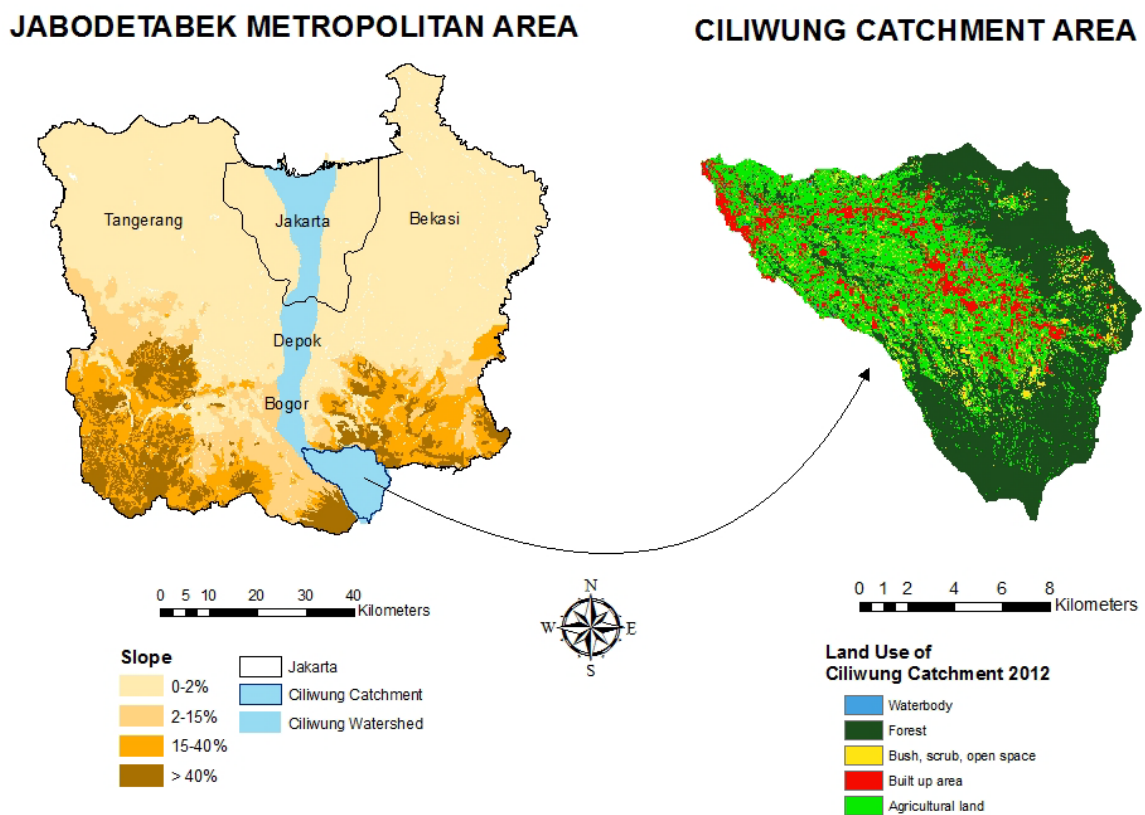 JABODETABEK METROPOLITAN AREA
CILIWUNG CATCHMENT AREA
Tangerang
Jakarta
Bekasi
Depok
Bogor
0 5 10 20 30 40
Kilometers
N
W E
S
0 1 2 4 6 8
Kilometers
Slope
0-2%
2-15%
15-40%
> 40%
Jakarta
Ciliwung Catchment
Ciliwung Watershed
Land Use of
Ciliwung Catchment 2012
Waterbody
Forest
Bush, scrub, open space
Built up area
Agricultural land